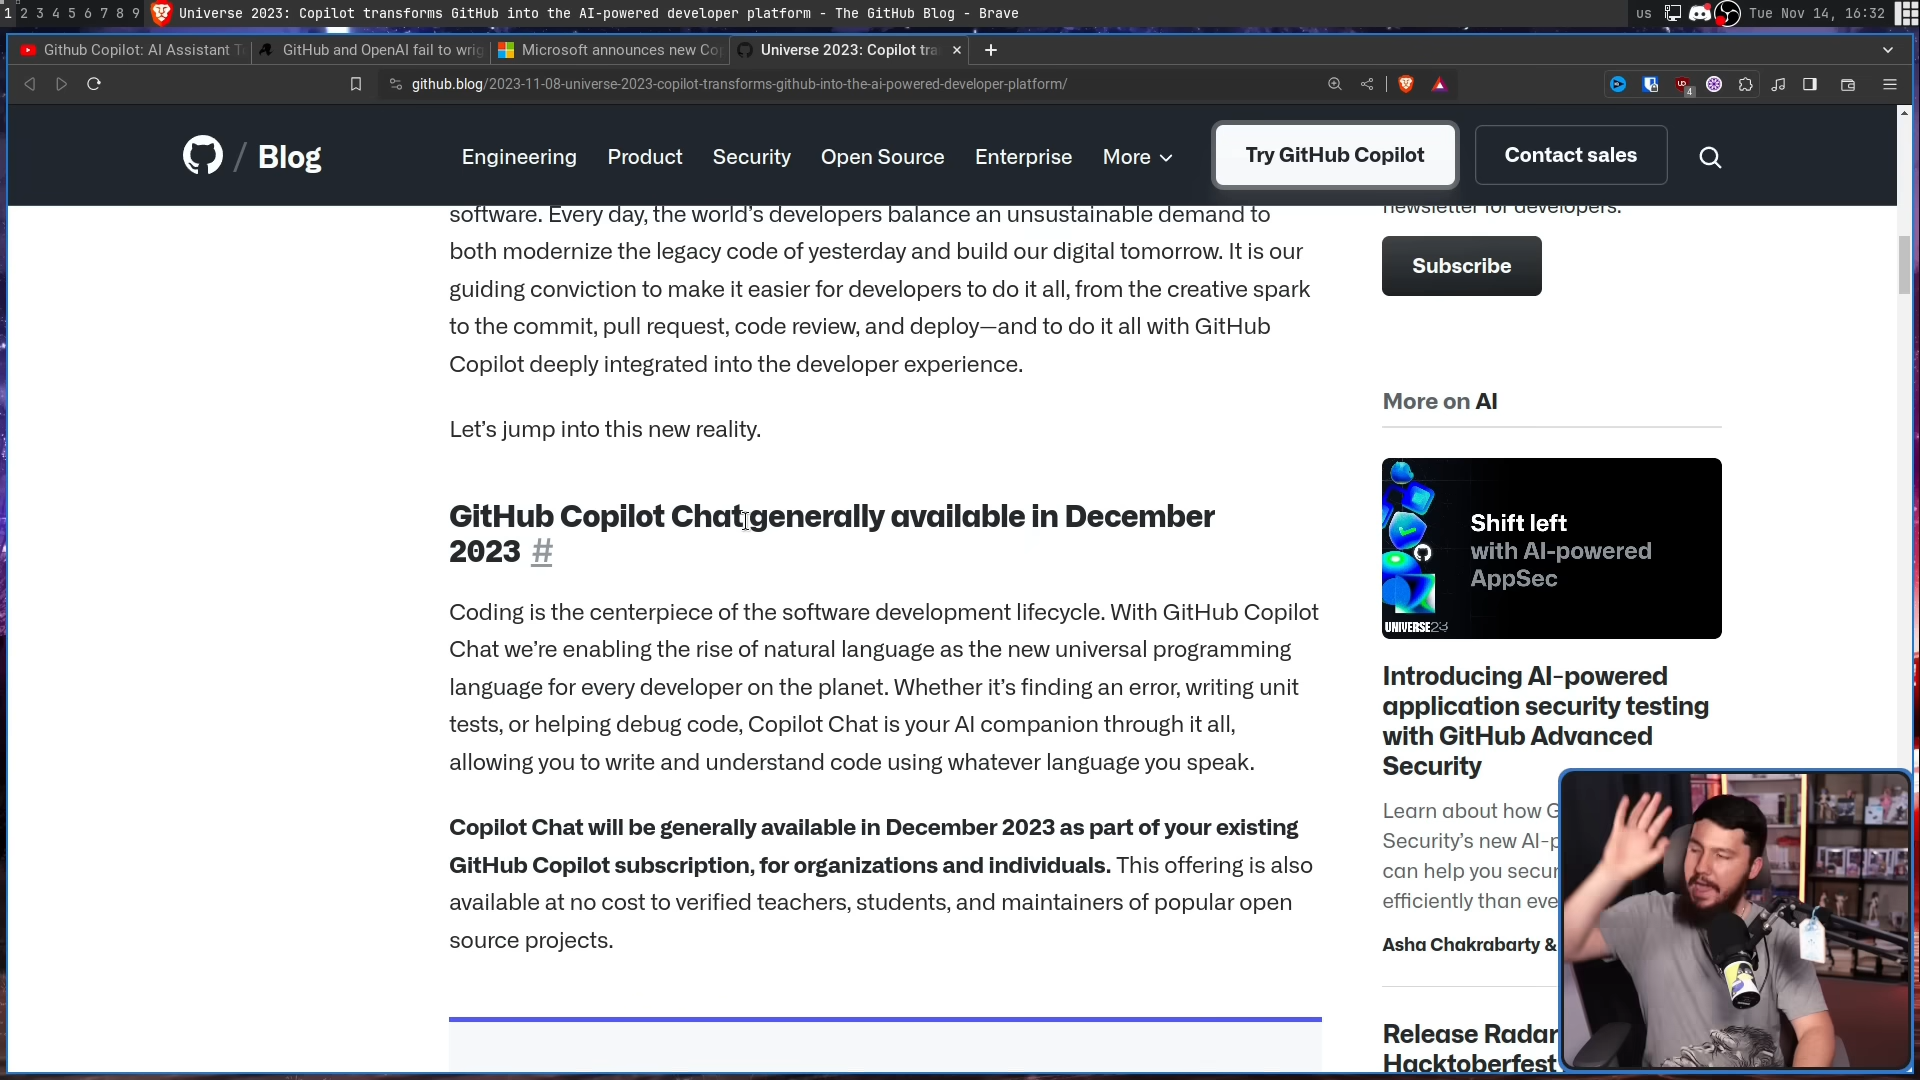 1 2 3 4 5 6 7 8 9 Universe 2023: Copilot transforms GitHub into the AI-powered developer platform - The GitHub Blog - Brave
us Tue Nov 14, 16:32
Github Copilot: AI Assistant T
GitHub and OpenAI fail to wrig
Microsoft announces new Cop
Universe 2023: Copilot tra
github.blog/2023-11-08-universe-2023-copilot-transforms-github-into-the-ai-powered-developer-platform/
4
/ Blog
Engineering Product Security Open Source Enterprise More
Try GitHub Copilot
Contact sales
software. Every day, the world's developers balance an unsustainable demand to
both modernize the legacy code of yesterday and build our digital tomorrow. It is our
guiding conviction to make it easier for developers to do it all, from the creative spark
to the commit, pull request, code review, and deploy—and to do it all with GitHub
Copilot deeply integrated into the developer experience.
Let's jump into this new reality.
GitHub Copilot Chat generally available in December
2023 #
Coding is the centerpiece of the software development lifecycle. With GitHub Copilot
Chat we're enabling the rise of natural language as the new universal programming
language for every developer on the planet. Whether it's finding an error, writing unit
tests, or helping debug code, Copilot Chat is your AI companion through it all,
allowing you to write and understand code using whatever language you speak.
Copilot Chat will be generally available in December 2023 as part of your existing
GitHub Copilot subscription, for organizations and individuals. This offering is also
available at no cost to verified teachers, students, and maintainers of popular open
source projects.
newsletter for developers.
Subscribe
More on AI
Shift left
with AI-powered
AppSec
UNIVERSE23
Introducing AI-powered
application security testing
with GitHub Advanced
Security
Learn about how G
Security's new AI-p
can help you secur
efficiently than eve
Asha Chakrabarty &
Release Radar
Hacktoberfest